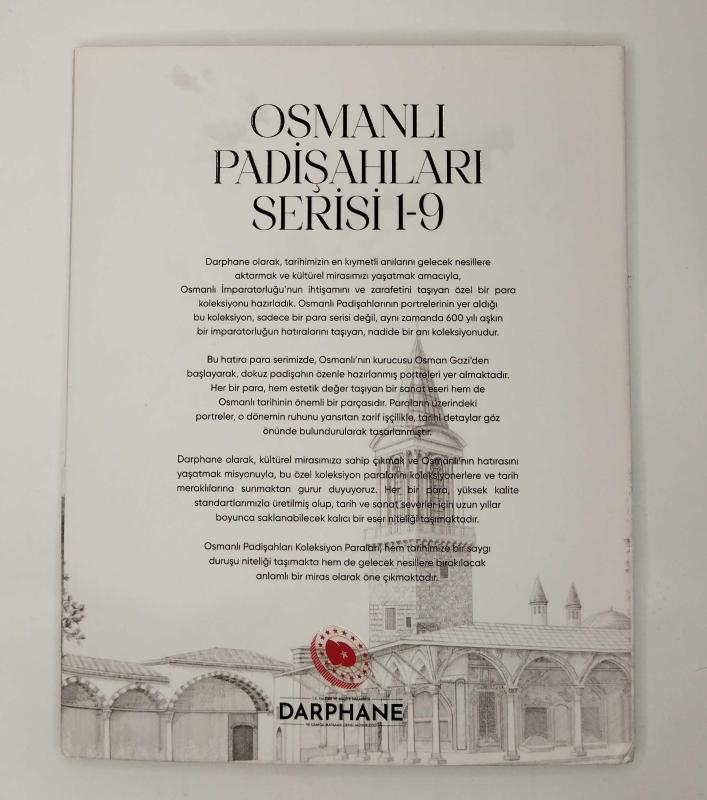 OSMANLI
PADİŞAHLARI
SERİSİ 1-9
Darphane olarak, tarihimizin en kıymetli anılarını gelecek nesillere
aktarmak ve kültürel mirasımızı yaşatmak amacıyla,
Osmanlı İmparatorluğu'nun ihtişamını ve zarafetini taşıyan özel bir para
koleksiyonu hazırladık. Osmanlı Padişahlarının portrelerinin yer aldığı
bu koleksiyon, sadece bir para serisi değil, aynı zamanda 600 yılı aşkın
bir imparatorluğun hatıralarını taşıyan, nadide bir anı koleksiyonudur.
Bu hatıra para serimizde, Osmanlı'nın kurucusu Osman Gazi'den
başlayarak, dokuz padişahın özenle hazırlanmış portreleri yer almaktadır.
Her bir para, hem estetik değer taşıyan bir sanat eseri hem de
Osmanlı tarihinin önemli bir parçasıdır. Paraların üzerindeki
portreler, o dönemin ruhunu yansıtan zarif işçilikle, tarihi detaylar göz
önünde bulundurularak tasarlanmıştır.
Darphane olarak, kültürel mirasımıza sahip çıkmak ve Osmanlı'nın hatırasını
yaşatmak misyonuyla, bu özel koleksiyon paralarını koleksiyonerlere ve tarih
meraklılarına sunmaktan gurur duyuyoruz. Her bir para, yüksek kalite
standartlarımızla üretilmiş olup, tarih ve sanat severler için uzun yıllar
boyunca saklanabilecek kalıcı bir eser niteliği taşımaktadır.
Osmanlı Padişahları Koleksiyon Paraları, hem tarihimize bir saygı
duruşu niteliği taşımakta hem de gelecek nesillere bırakılacak
anlamlı bir miras olarak öne çıkmaktadır.
DARPHANE